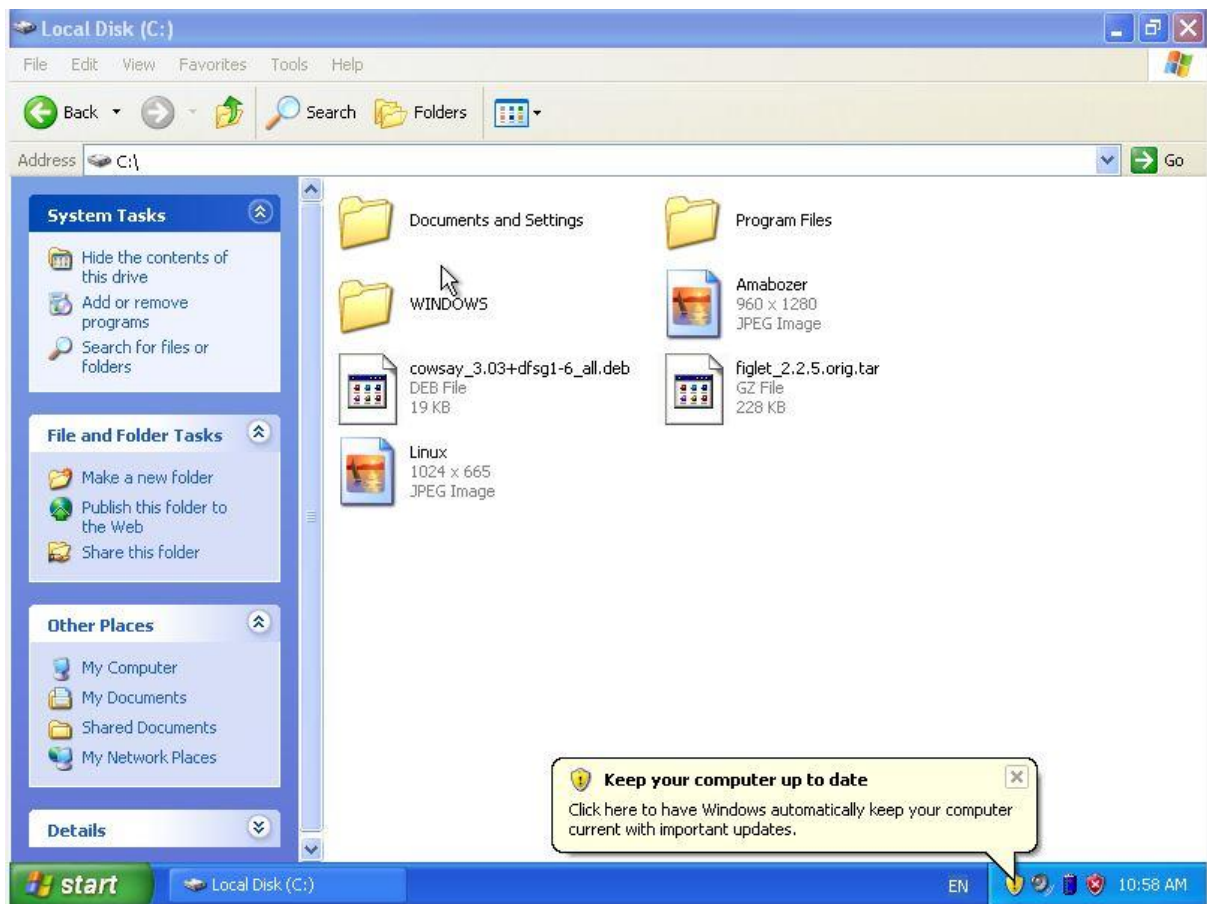 Local Disk (C:)
File Edit View Favorites Tools Help
Back Search Folders
Address C:\ Go
System Tasks
Hide the contents of
this drive
Add or remove
programs
Search for files or
folders
File and Folder Tasks
Make a new folder
Publish this folder to
the Web
Share this folder
Other Places
My Computer
My Documents
Shared Documents
My Network Places
Details
Documents and Settings
Program Files
WINDOWS
Amabozer
960 x 1280
JPEG Image
cowsay_3.03+dfsg1-6_all.deb
DEB File
19 KB
figlet_2.2.5.orig.tar
GZ File
228 KB
Linux
1024 x 665
JPEG Image
Keep your computer up to date
Click here to have Windows automatically keep your computer
current with important updates.
start Local Disk (C:) EN 10:58 AM